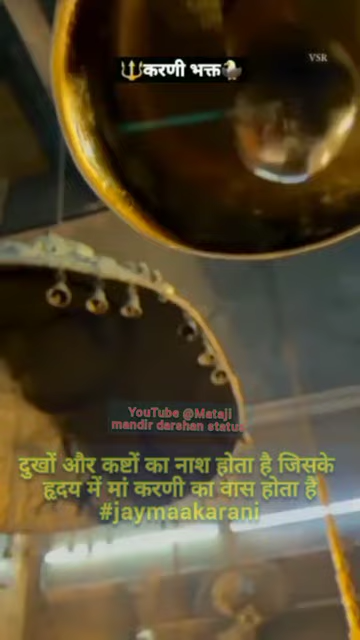 🔱करणी भक्त🦅
VSR
YouTube @Mataji
mandir darshan status
दुखों और कष्टों का नाश होता है जिसके
हृदय में मां करणी का वास होता है
#jaymaakarani